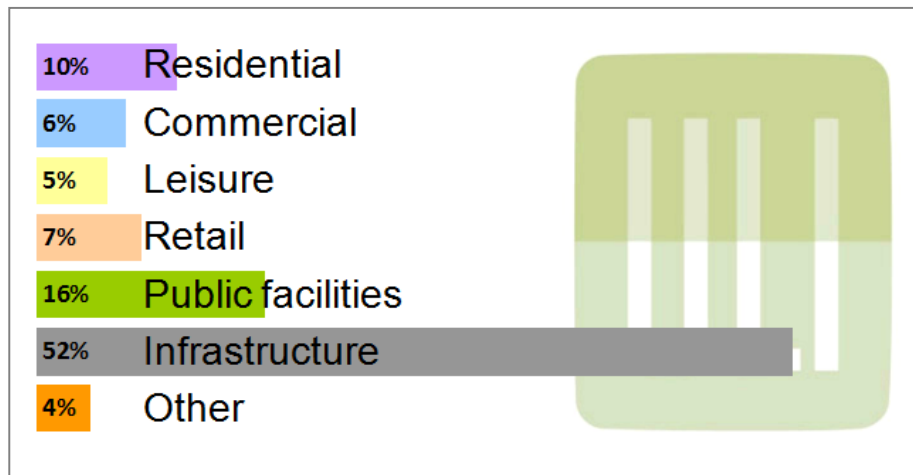 10% Residential
6% Commercial
5% Leisure
7% Retail
16% Public facilities
52% Infrastructure
4% Other